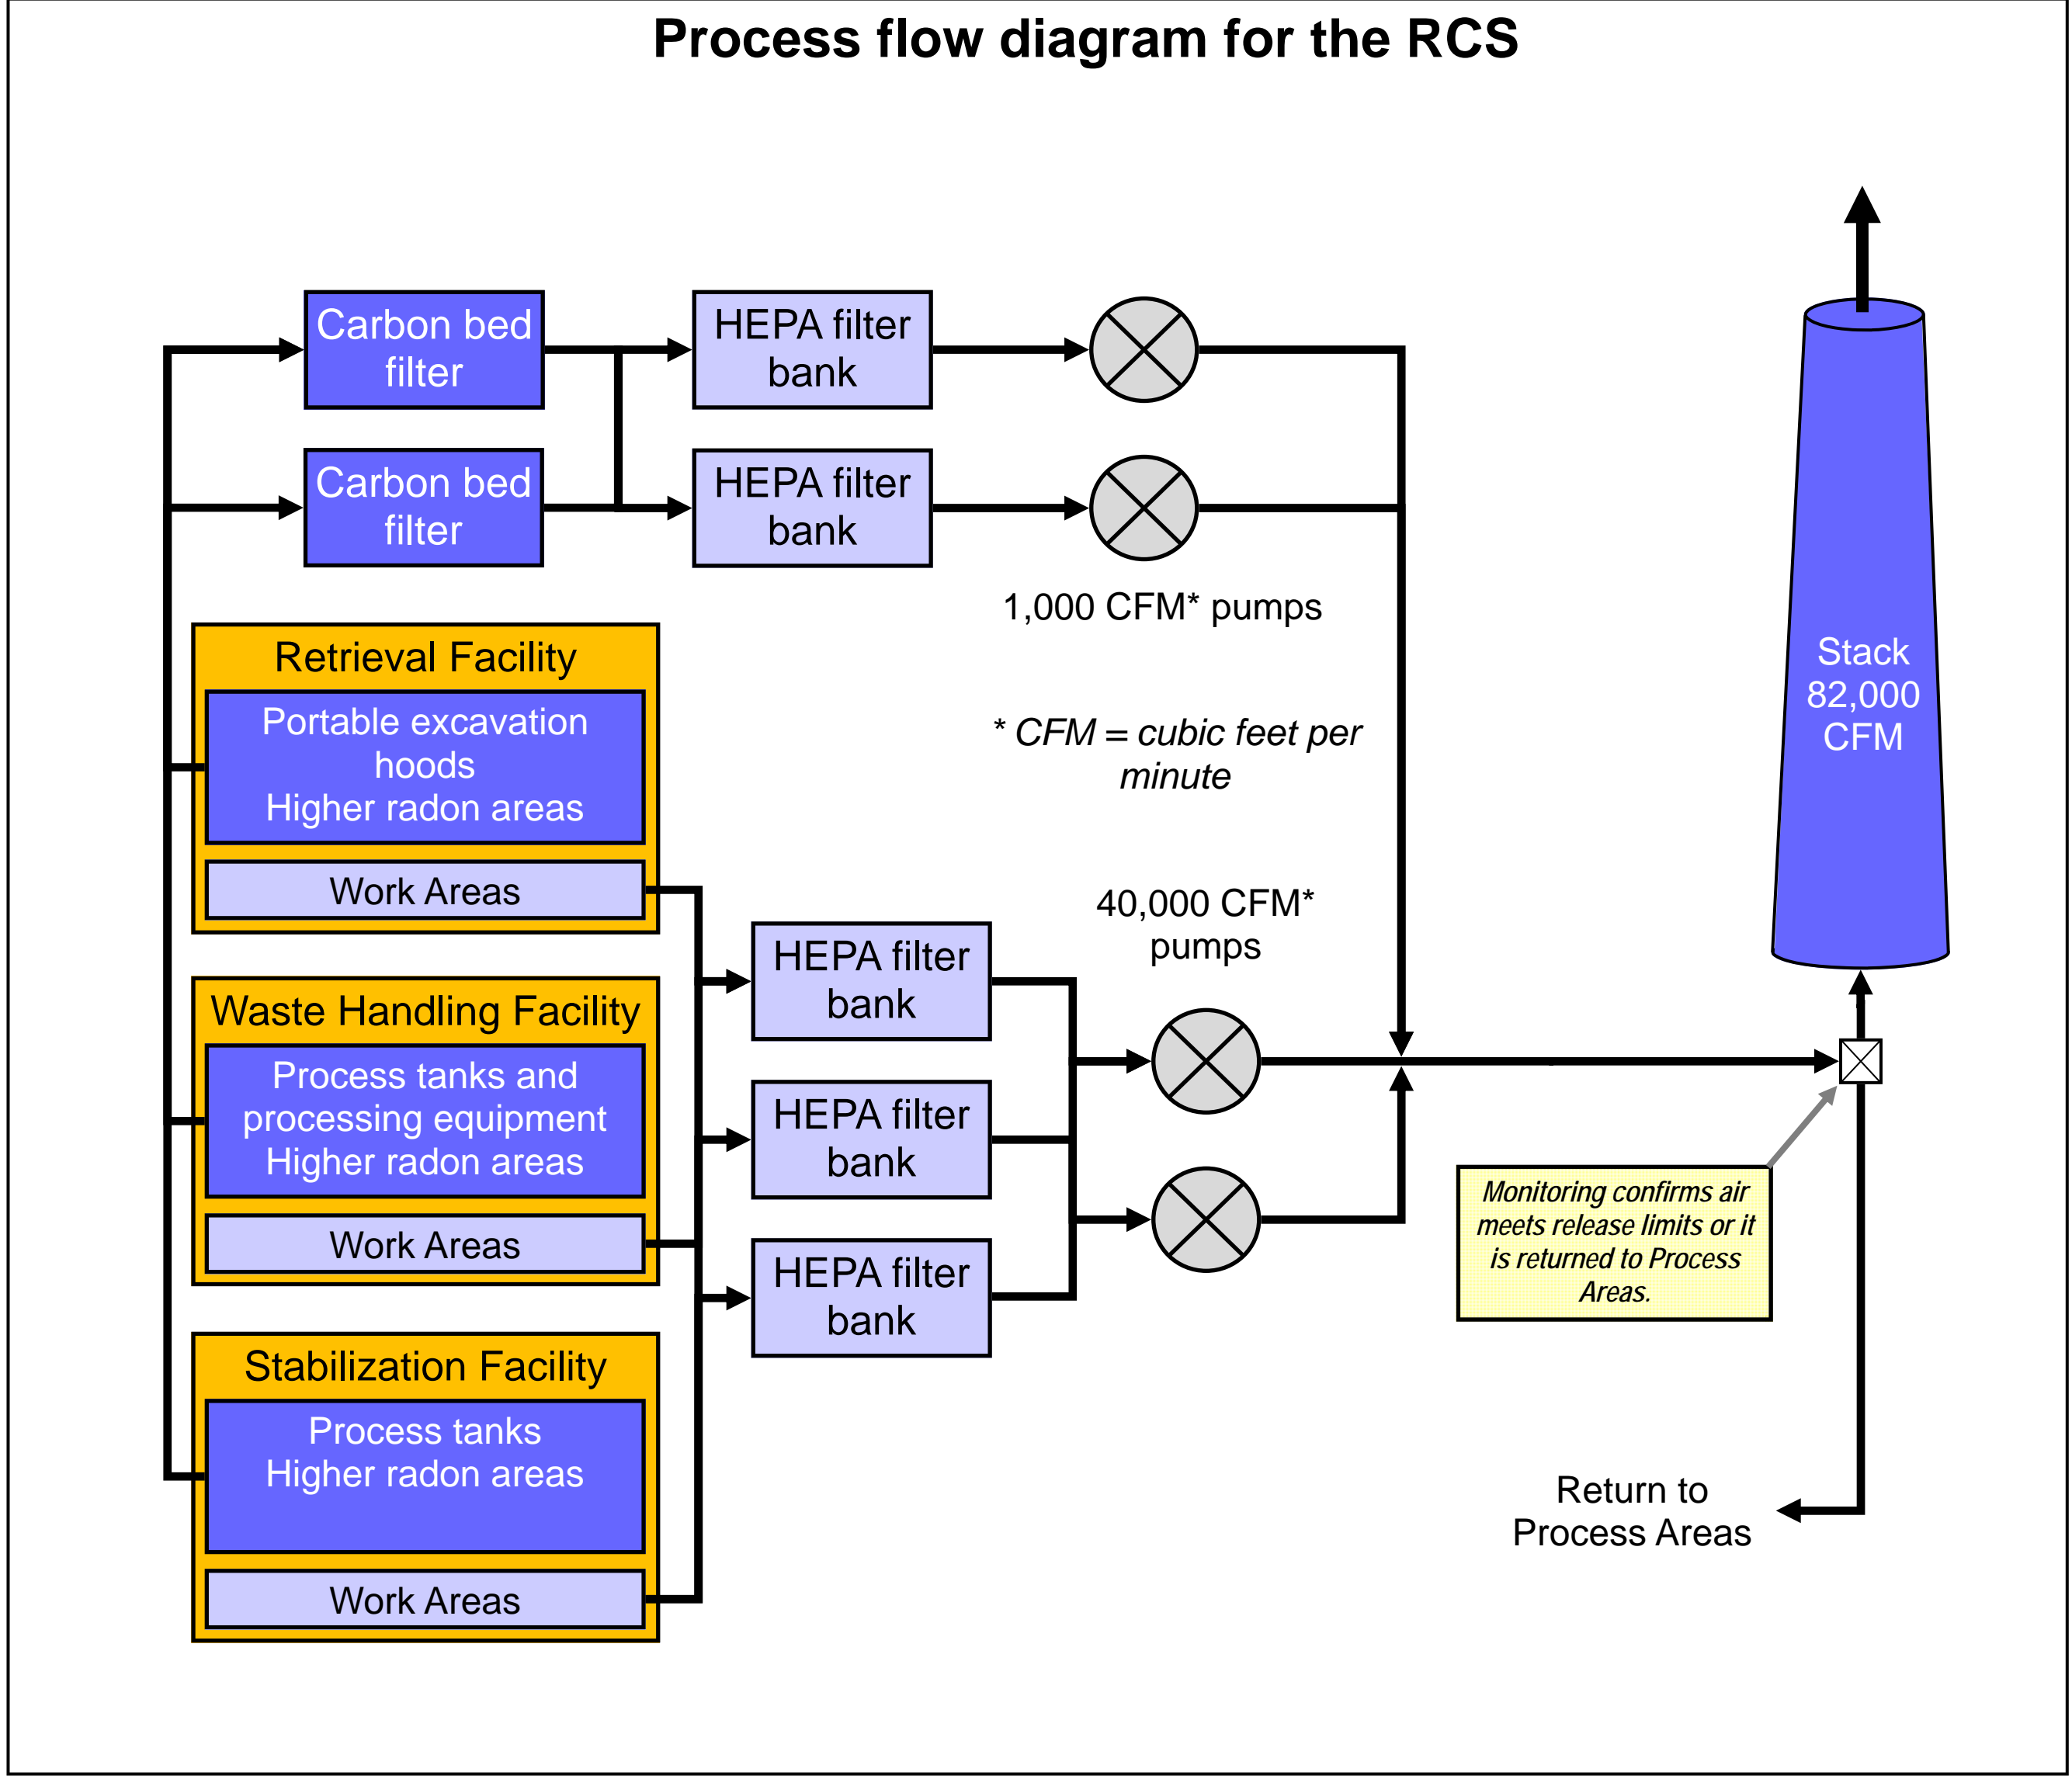 Process flow diagram for the RCS
Carbon bed
filter
HEPA filter
bank
Carbon bed
filter
HEPA filter
bank
1,000 CFM* pumps
Retrieval Facility
Portable excavation
hoods
Higher radon areas
Work Areas
* CFM = cubic feet per
minute
Stack
82,000
CFM
40,000 CFM*
pumps
HEPA filter
bank
Waste Handling Facility
Process tanks and
processing equipment
Higher radon areas
Work Areas
HEPA filter
bank
HEPA filter
bank
Monitoring confirms air
meets release limits or it
is returned to Process
Areas.
Stabilization Facility
Process tanks
Higher radon areas
Work Areas
Return to
Process Areas